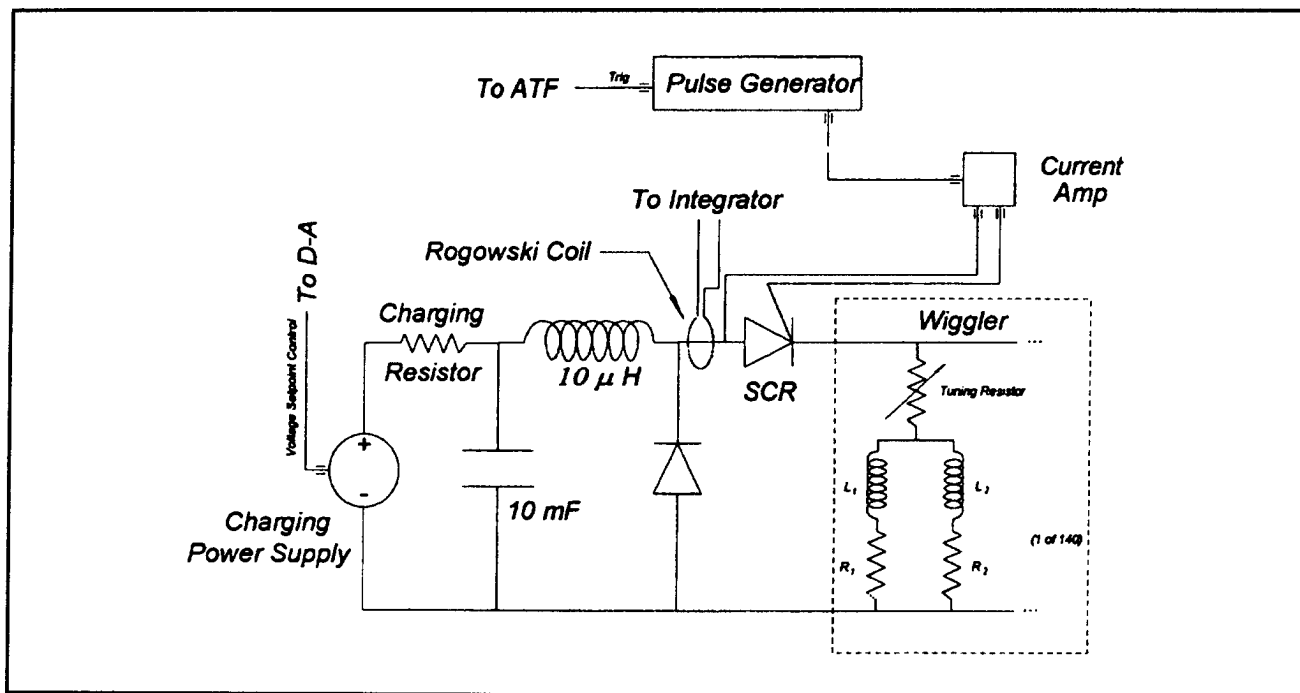 To ATF
Trig
Pulse Generator
Current
Amp
To Integrator
Rogowski Coil
To D-A
Voltage Setpoint Control
Charging
Resistor
10 μ H
SCR
Wiggler
Tuning Resistor
+
-
10 mF
Charging
Power Supply
L₁
L₂
R₁
R₂
(1 of 140)
...
...